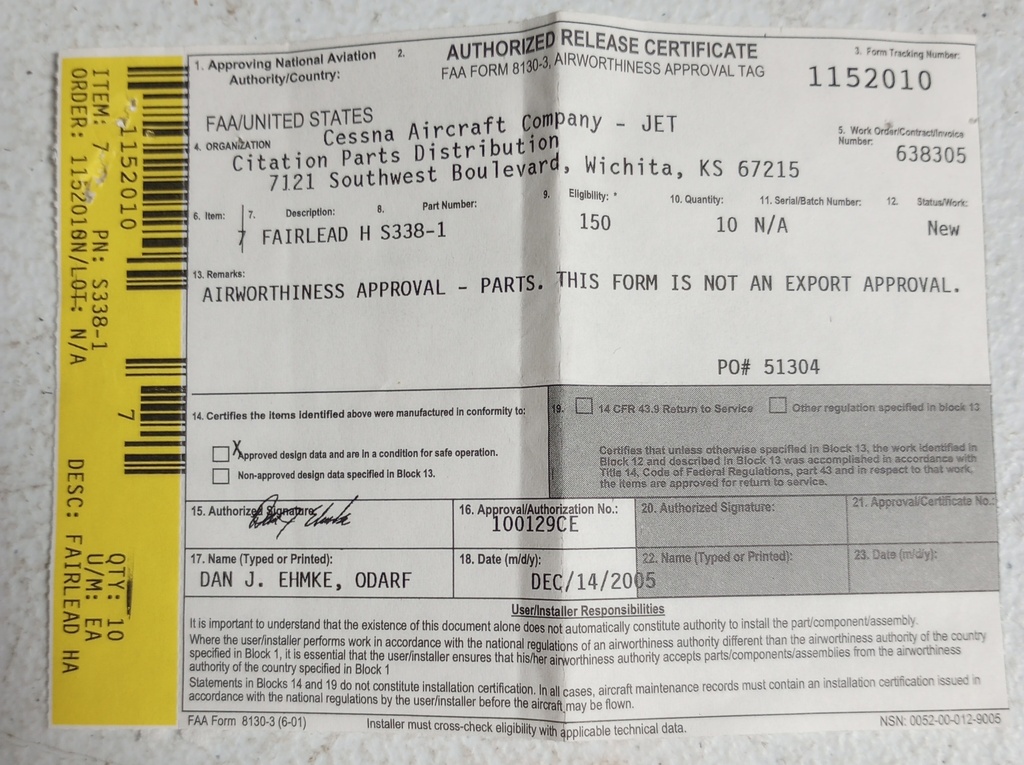 1. Approving National Aviation
Authority/Country:
2.
AUTHORIZED RELEASE CERTIFICATE
FAA FORM 8130-3, AIRWORTHINESS APPROVAL TAG
3. Form Tracking Number:
1152010
FAA/UNITED STATES
4. ORGANIZATION
Cessna Aircraft Company - JET
Citation Parts Distribution
7121 Southwest Boulevard, Wichita, KS 67215
5. Work Order/Contract/Invoice
Number:
638305
6. Item:
7
7. Description:
FAIRLEAD H
8. Part Number:
S338-1
9. Eligibility: *
150
10. Quantity:
10
11. Serial/Batch Number:
N/A
12. Status/Work:
New
13. Remarks:
AIRWORTHINESS APPROVAL - PARTS. THIS FORM IS NOT AN EXPORT APPROVAL.
PO# 51304
14. Certifies the items identified above were manufactured in conformity to:
X
Approved design data and are in a condition for safe operation.
Non-approved design data specified in Block 13.
19. 14 CFR 43.9 Return to Service Other regulation specified in block 13
Certifies that unless otherwise specified in Block 13, the work identified in
Block 12 and described in Block 13 was accomplished in accordance with
Title 14, Code of Federal Regulations, part 43 and in respect to that work,
the items are approved for return to service.
15. Authorized Signature:
16. Approval/Authorization No.:
100129CE
20. Authorized Signature:
21. Approval/Certificate No.:
17. Name (Typed or Printed):
DAN J. EHMKE, ODARF
18. Date (m/d/y):
DEC/14/2005
22. Name (Typed or Printed):
23. Date (m/d/y):
User/Installer Responsibilities
It is important to understand that the existence of this document alone does not automatically constitute authority to install the part/component/assembly.
Where the user/installer performs work in accordance with the national regulations of an airworthiness authority different than the airworthiness authority of the country
specified in Block 1, it is essential that the user/installer ensures that his/her airworthiness authority accepts parts/components/assemblies from the airworthiness
authority of the country specified in Block 1
Statements in Blocks 14 and 19 do not constitute installation certification. In all cases, aircraft maintenance records must contain an installation certification issued in
accordance with the national regulations by the user/installer before the aircraft may be flown.
FAA Form 8130-3 (6-01)
Installer must cross-check eligibility with applicable technical data.
NSN: 0052-00-012-9005
1152010
7
ITEM: 7 PN: S338-1
QTY: 10
U/M: EA
ORDER: 1152010N/LOT: N/A
DESC: FAIRLEAD HA